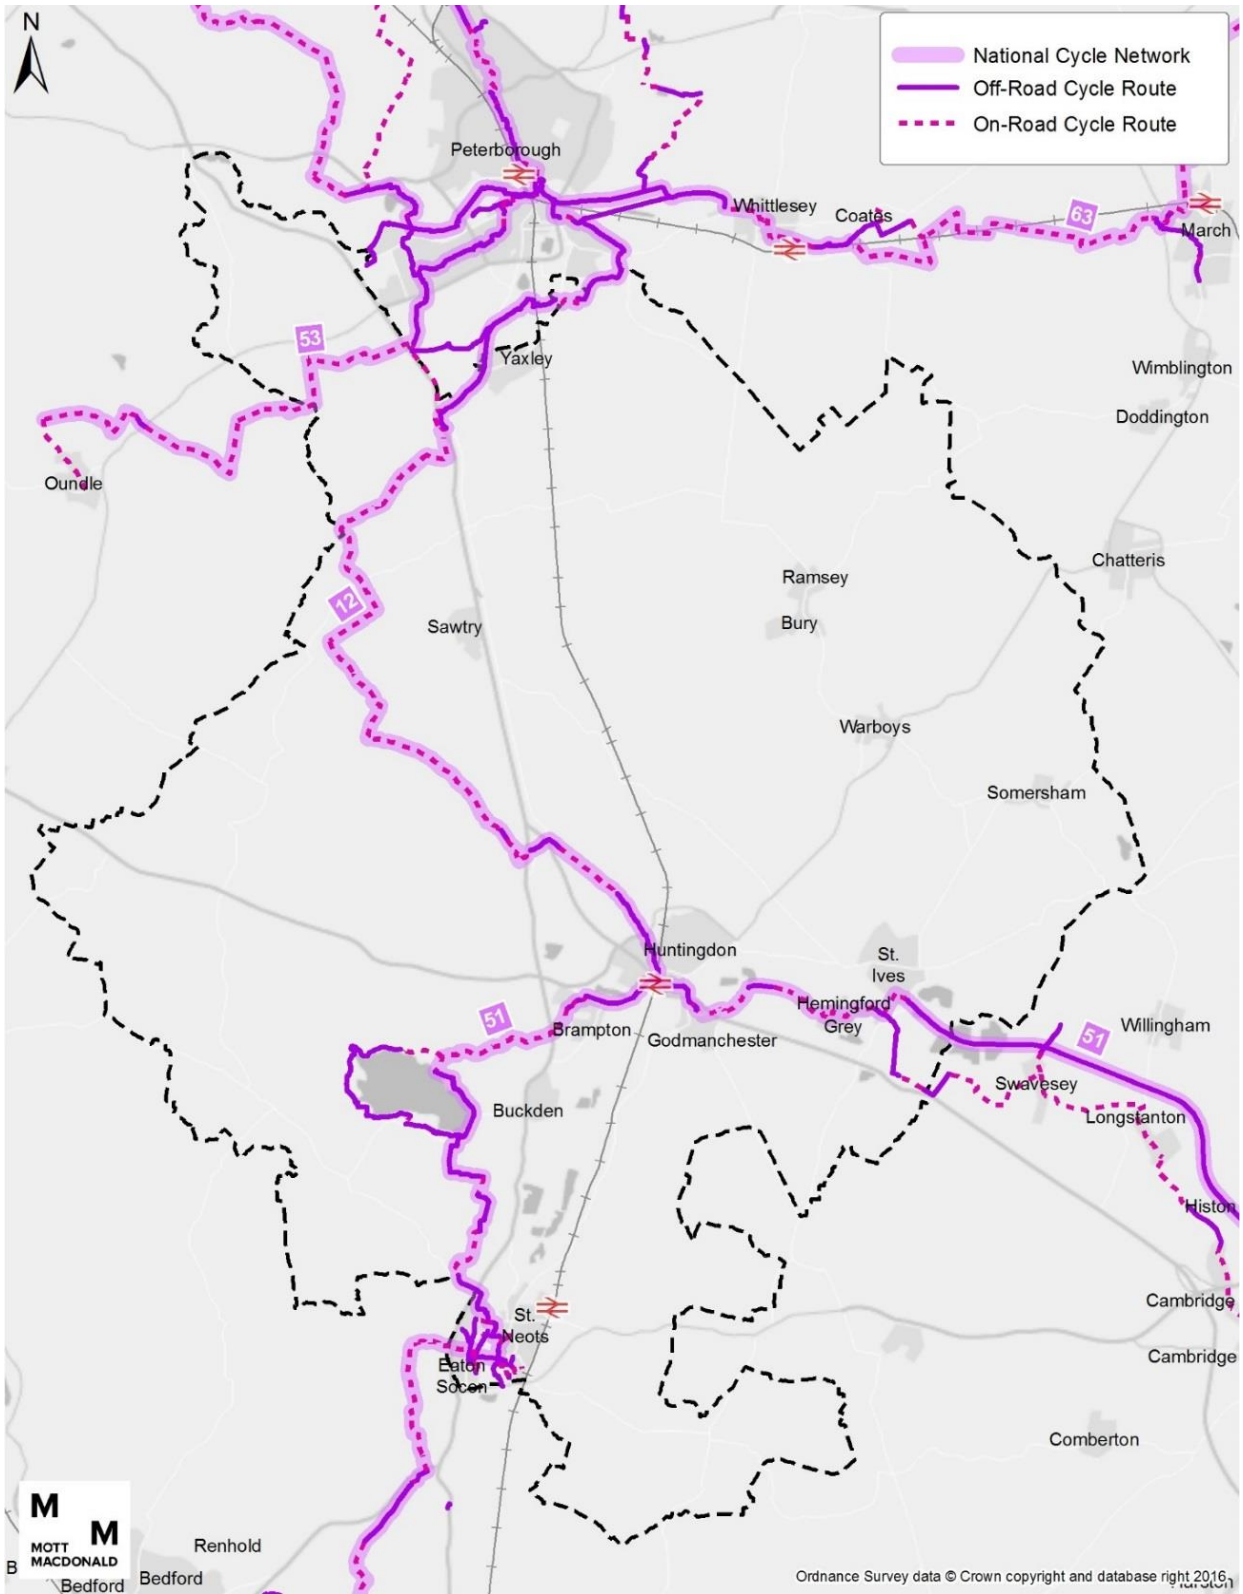 N
National Cycle Network
Off-Road Cycle Route
On-Road Cycle Route
Peterborough
Whittlesey
Coates
63
March
53
Yaxley
Wimblington
Doddington
Oundle
Chatteris
Ramsey
12
Sawtry
Bury
Warboys
Somersham
Huntingdon
St.
Ives
Hemingford
Grey
51
Brampton
Godmanchester
51
Willingham
Swavesey
Buckden
Longstanton
Histon
Cambridge
St.
Neots
Cambridge
Eaton
Socon
Comberton
M
M
MOTT
MACDONALD
Renhold
B
Bedford
Bedford
Ordnance Survey data © Crown copyright and database right 2016